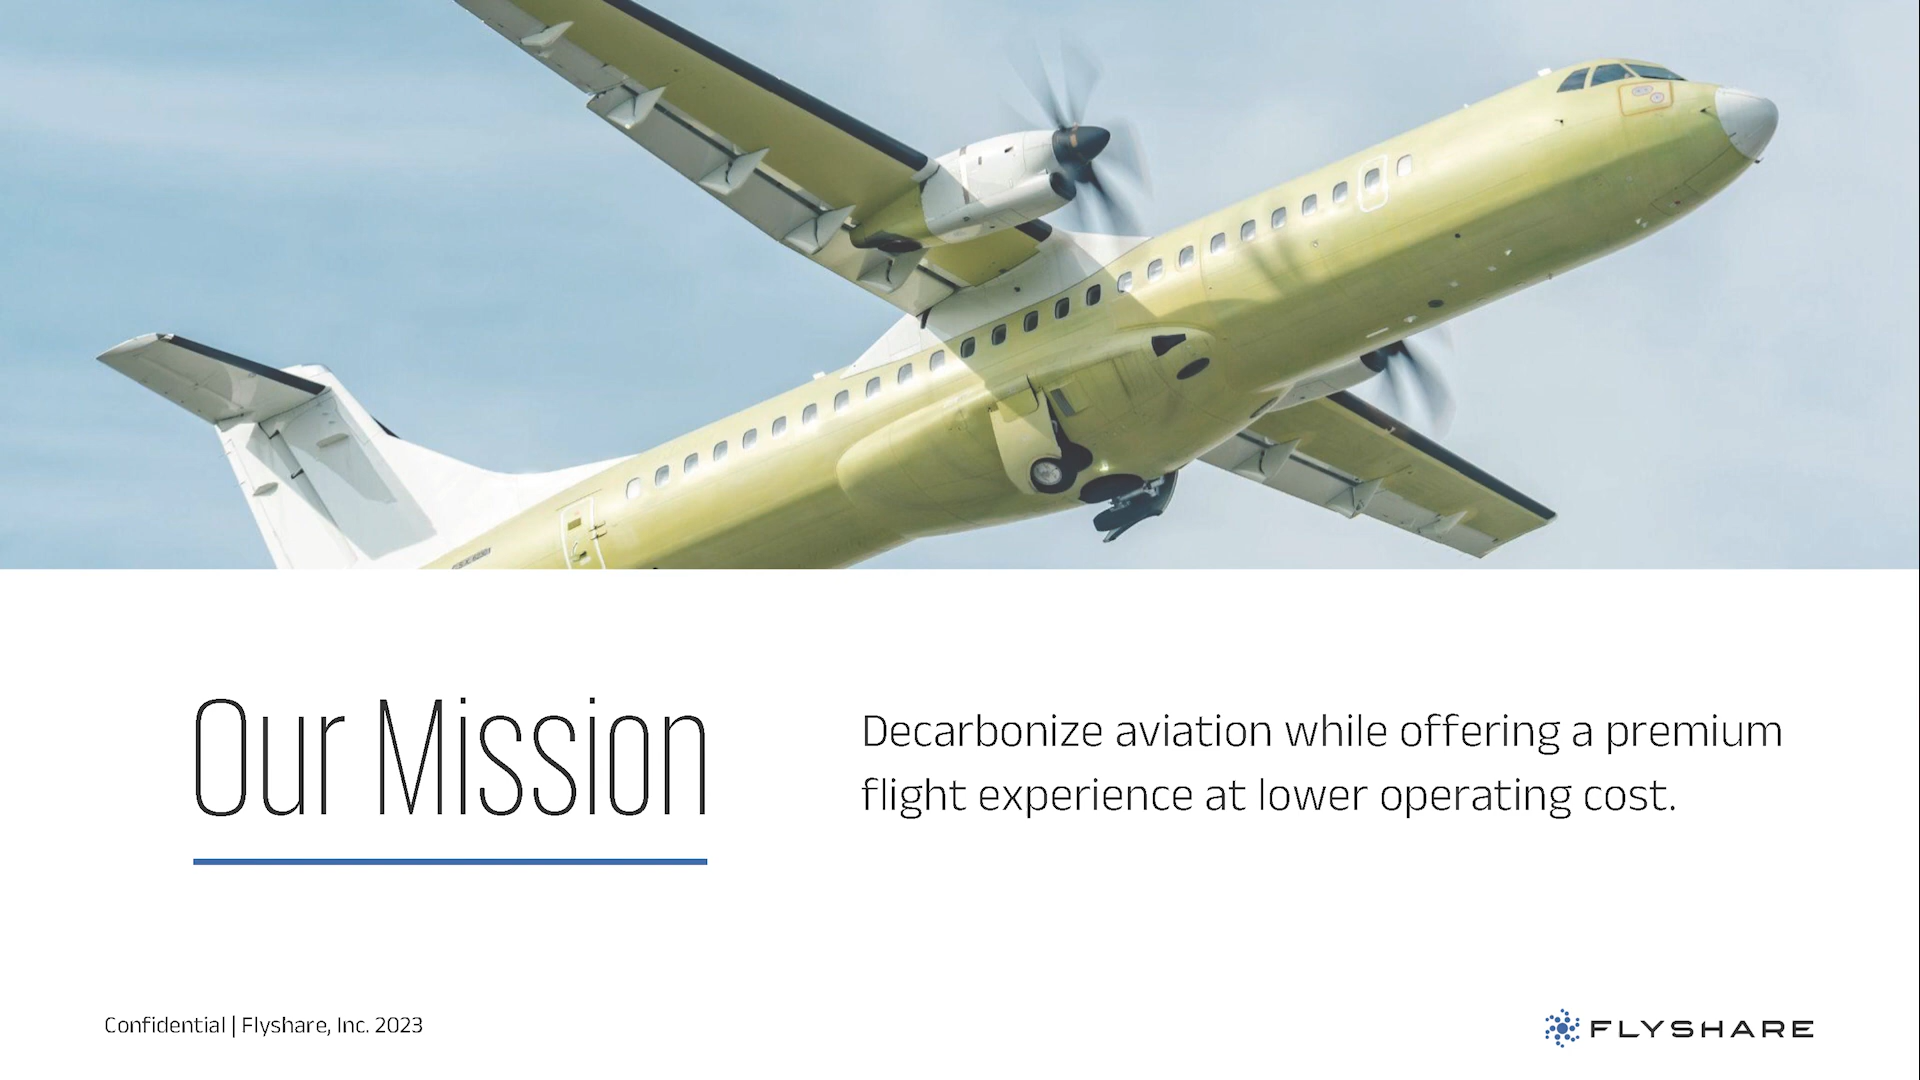 Our Mission
Decarbonize aviation while offering a premium
flight experience at lower operating cost.
Confidential | Flyshare, Inc. 2023
FLYSHARE